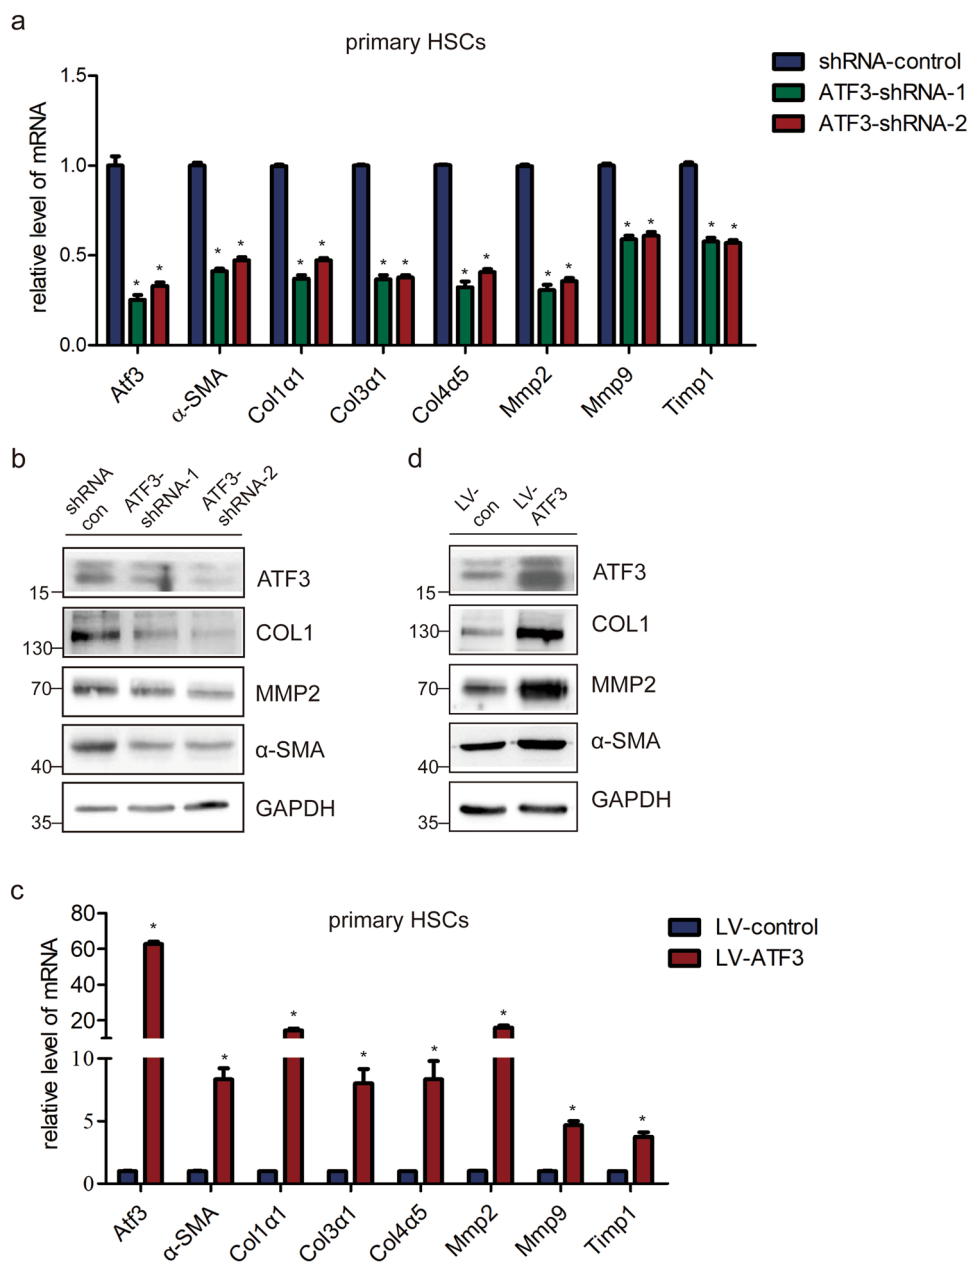 a
primary HSCs
shRNA-control
ATF3-shRNA-1
ATF3-shRNA-2
relative level of mRNA
1.5
1.0
0.5
0.0
* * * * * * * * * * * * * * * *
Atf3 α-SMA Col1α1 Col3α1 Col4α5 Mmp2 Mmp9 Timp1
b
shRNA con
ATF3-shRNA-1
ATF3-shRNA-2
15 ATF3
130 COL1
70 MMP2
40 α-SMA
35 GAPDH
d
LV-con
LV-ATF3
15 ATF3
130 COL1
70 MMP2
40 α-SMA
35 GAPDH
c
primary HSCs
LV-control
LV-ATF3
relative level of mRNA
80
60
40
20
10
5
0
* * * * * * * *
Atf3 α-SMA Col1α1 Col3α1 Col4α5 Mmp2 Mmp9 Timp1